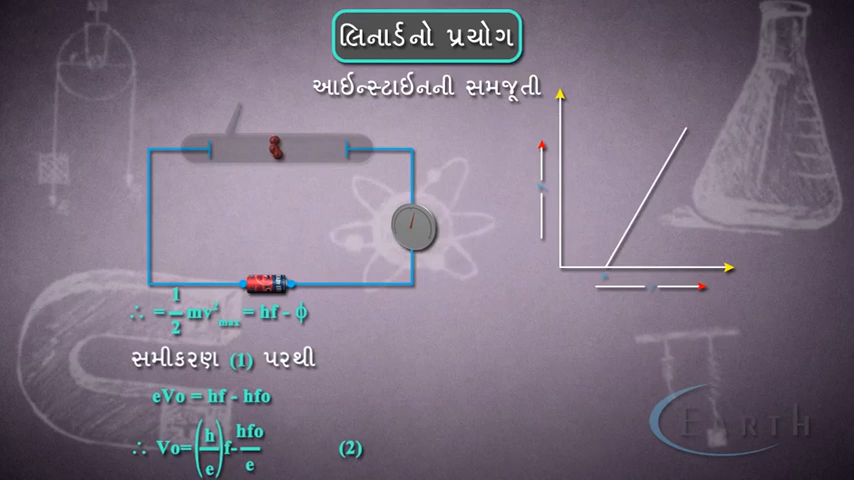 લિનાર્ડનો પ્રયોગ
આઈન્સ્ટાઈનની સમજૂતી
∴ = 1/2 mv²max = hf - ϕ
સમીકરણ (1) પરથી
eVo = hf - hfo
∴ Vo=(h/e)f-hfo/e (2)
EARTH